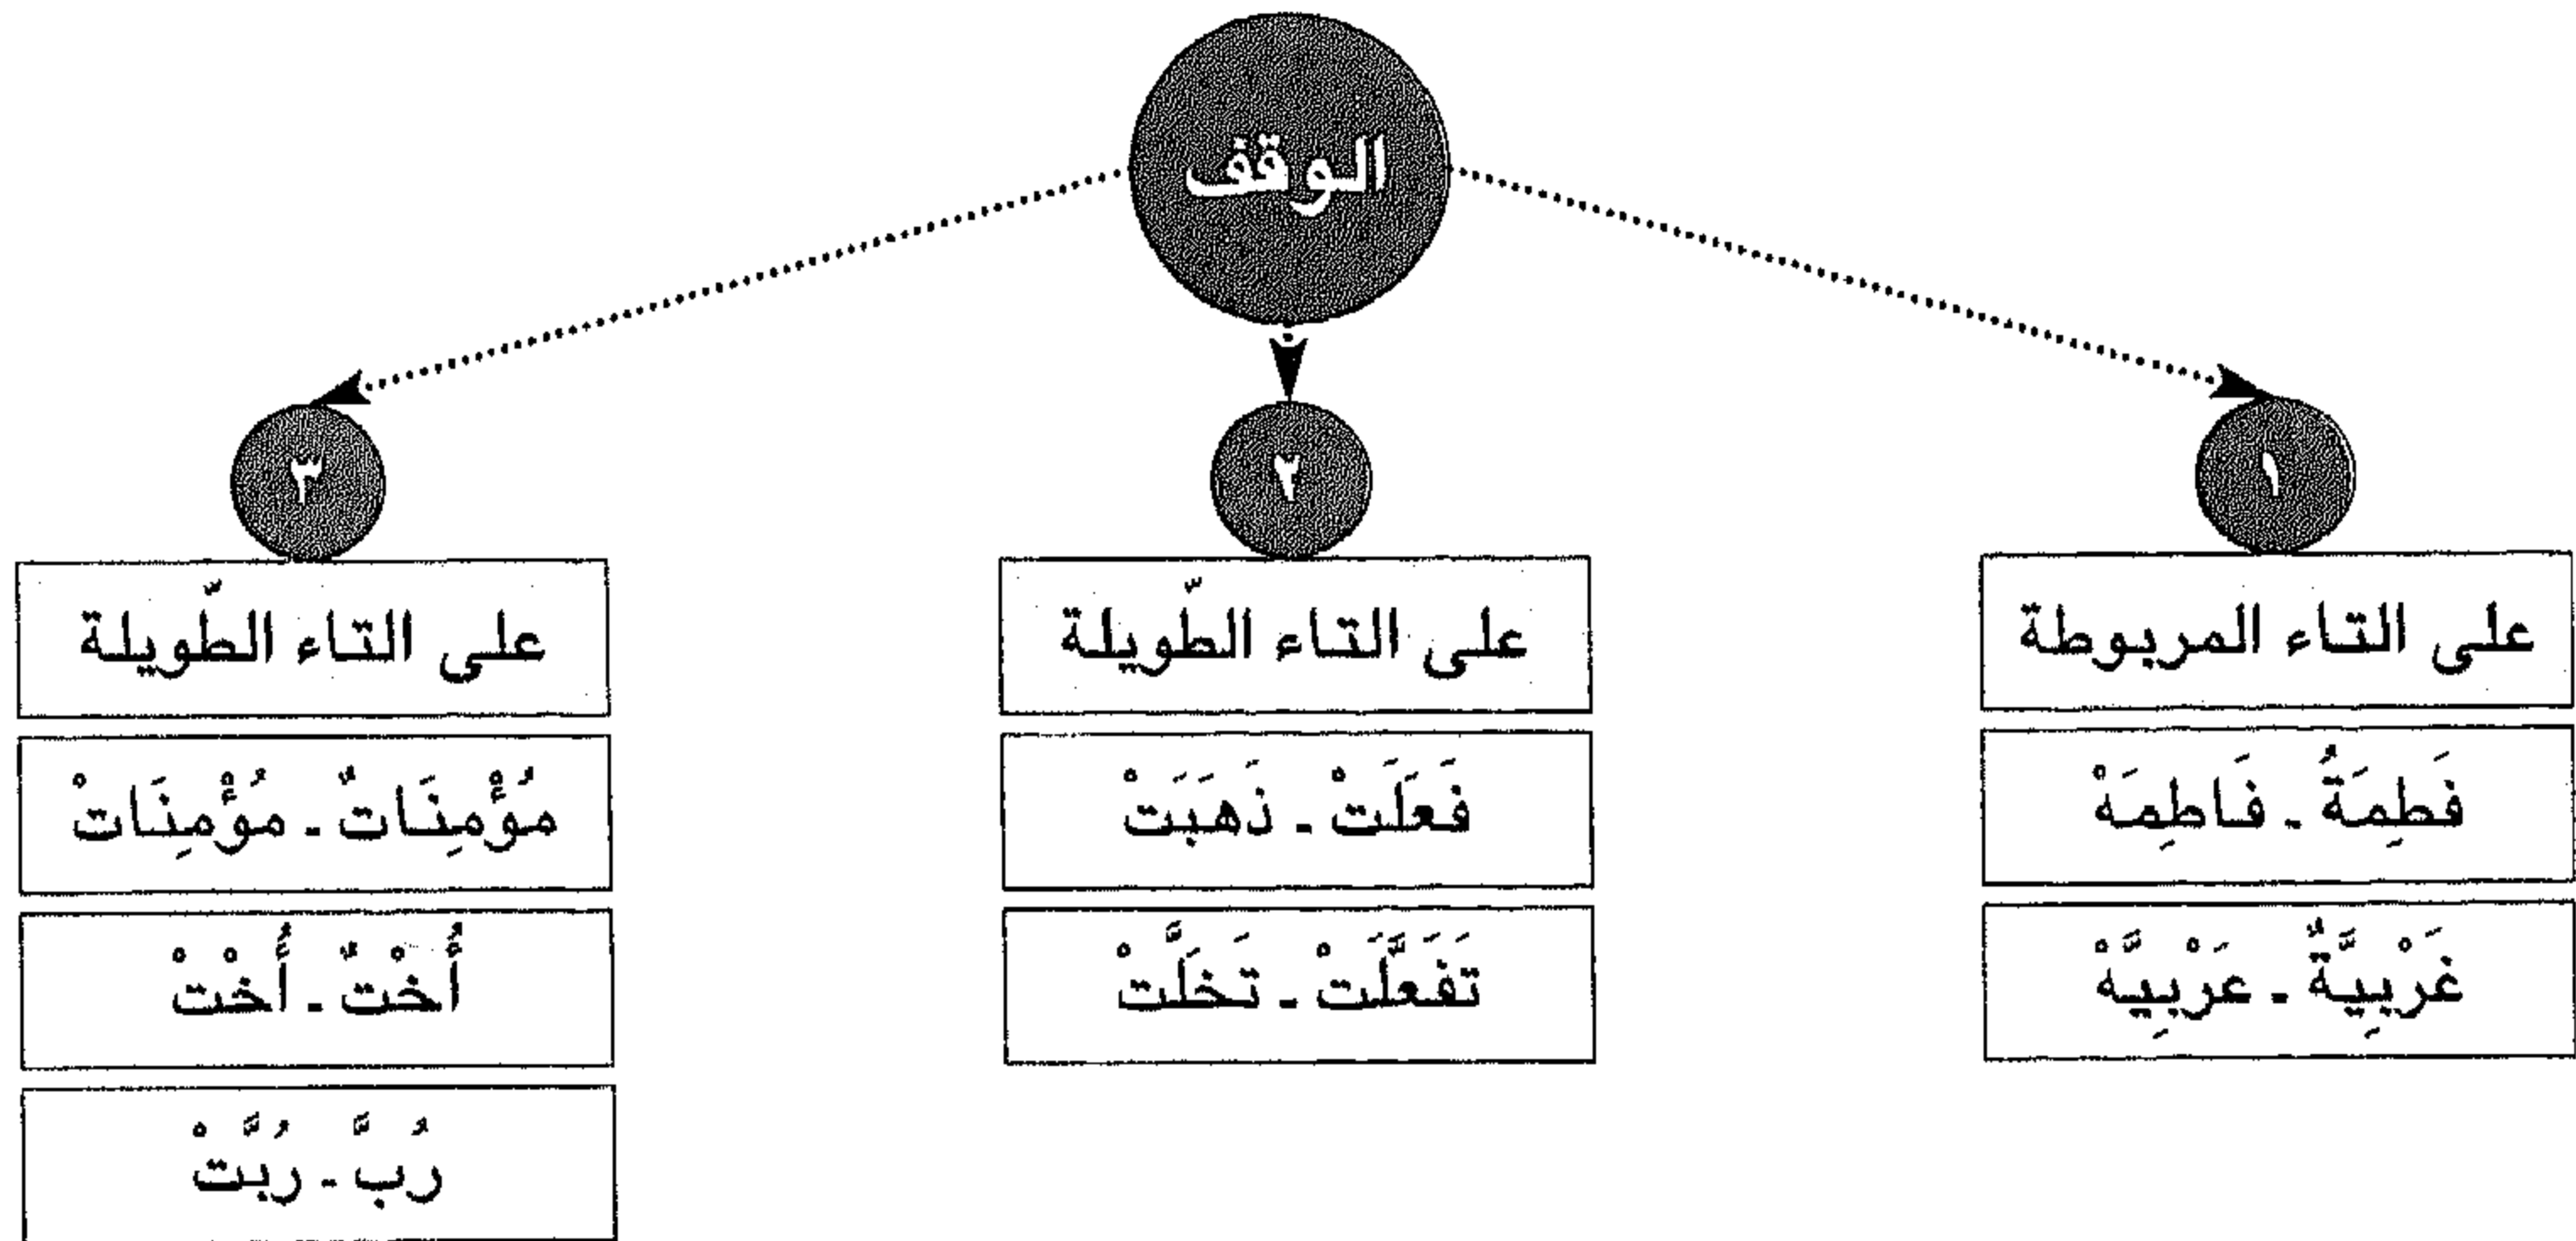 الوقف
١
على التاء المربوطة
فَطِمَةٌ - فَاطِمَهْ
غَرْبِيَّةٌ - عَرْبِيَّهْ
٢
على التاء الطّويلة
فَعَلَتْ - ذَهَبَتْ
تَفَعَّلَتْ - تَخَلَّتْ
٣
على التاء الطّويلة
مُؤْمِنَاتٌ - مُؤْمِنَاتْ
أُخْتٌ - أُخْتْ
رُبَّ - رُبَّتْ